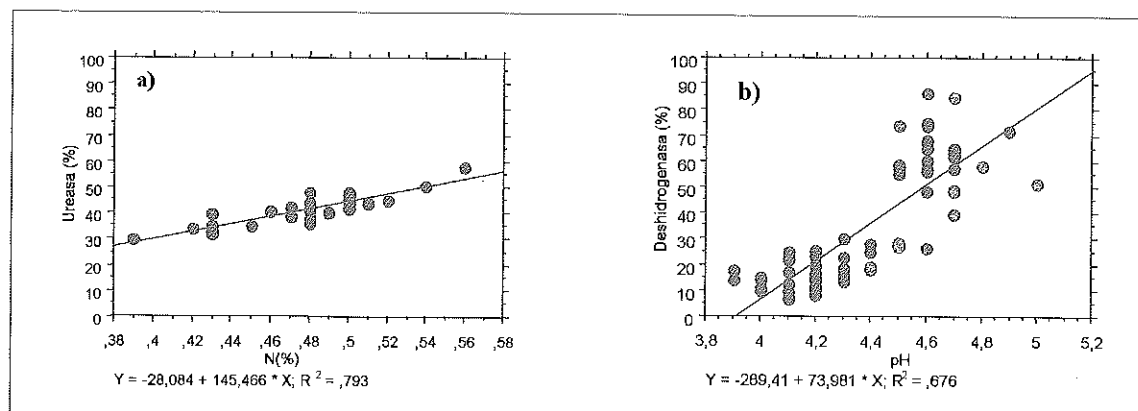 a)
Ureasa (%)
100
90
80
70
60
50
40
30
20
10
0
,38 ,4 ,42 ,44 ,46 ,48 ,5 ,52 ,54 ,56 ,58
N(%)
Y = -28,084 + 145,466 * X; R ² = ,793
b)
Deshidrogenasa (%)
100
90
80
70
60
50
40
30
20
10
0
3,8 4 4,2 4,4 4,6 4,8 5 5,2
pH
Y = -289,41 + 73,981 * X; R² = ,676